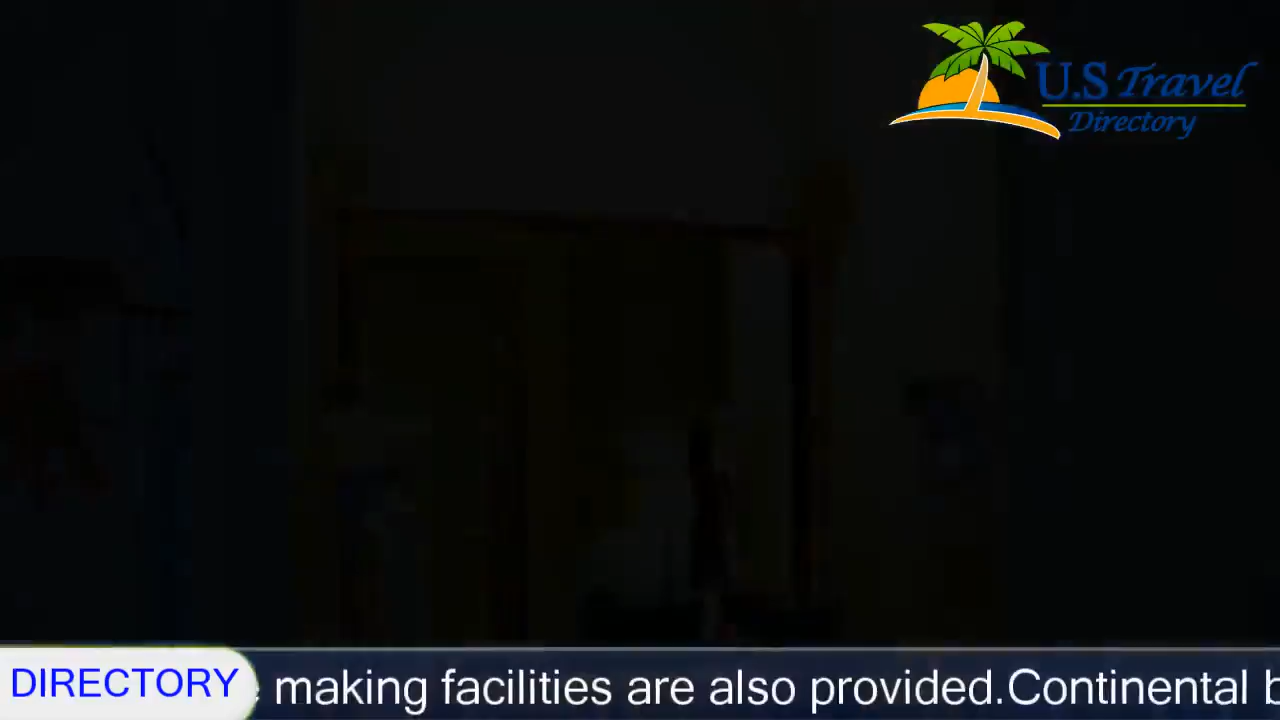 U.S Travel
Directory
DIRECTORY
making facilities are also provided.Continental